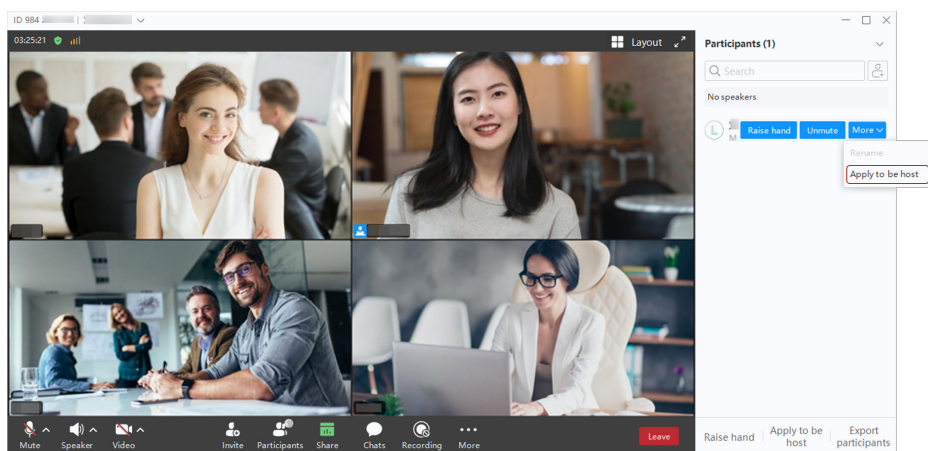 ID 984
03:25:21
Layout
Participants (1)
Search
No speakers
L
M
Raise hand
Unmute
More
Rename
Apply to be host
Mute
Speaker
Video
Invite
Participants
Share
Chats
Recording
More
Leave
Raise hand
Apply to be
host
Export
participants